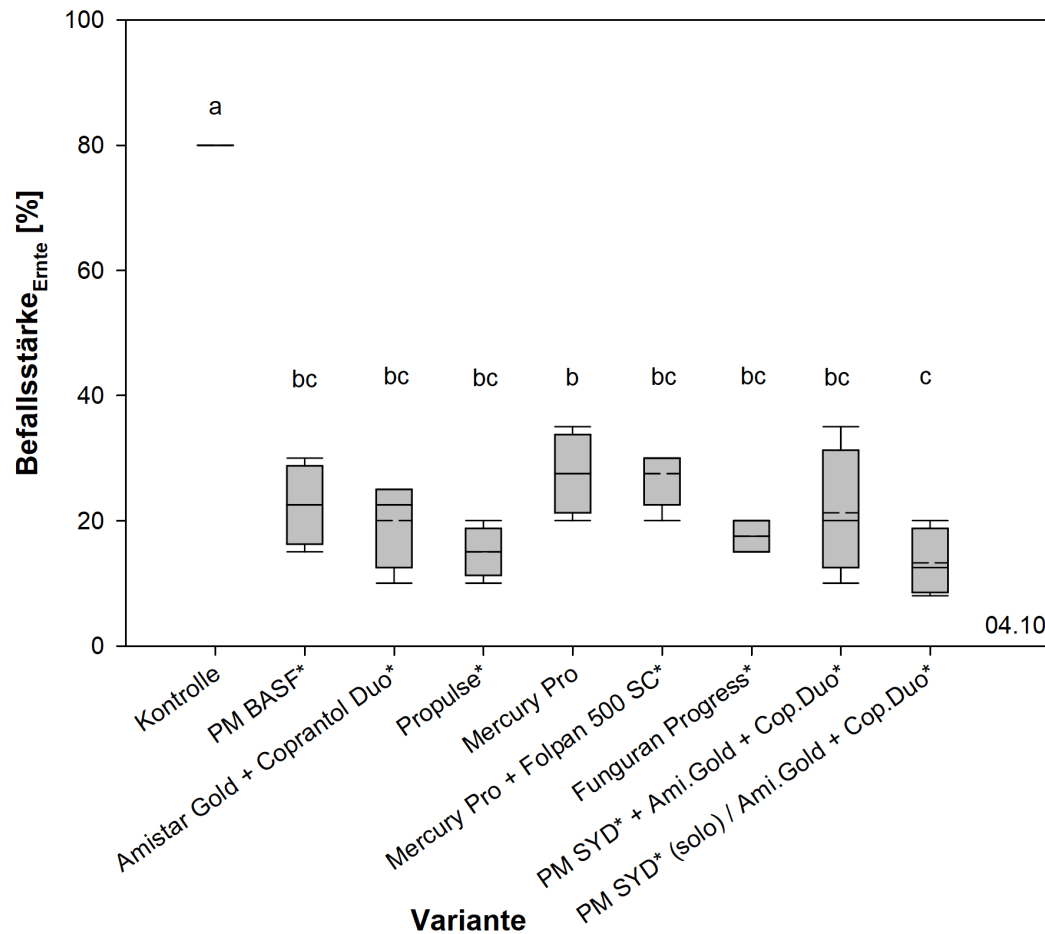 Befallsstärke Ernte [%]
100
80
60
40
20
0
a
bc
bc
bc
b
bc
bc
bc
c
04.10
Kontrolle
PM BASF*
Amistar Gold + Coprantol Duo*
Propulse*
Mercury Pro
Mercury Pro + Folpan 500 SC*
Funguran Progress*
PM SYD* + Ami.Gold + Cop.Duo*
PM SYD* (solo) / Ami.Gold + Cop.Duo*
Variante